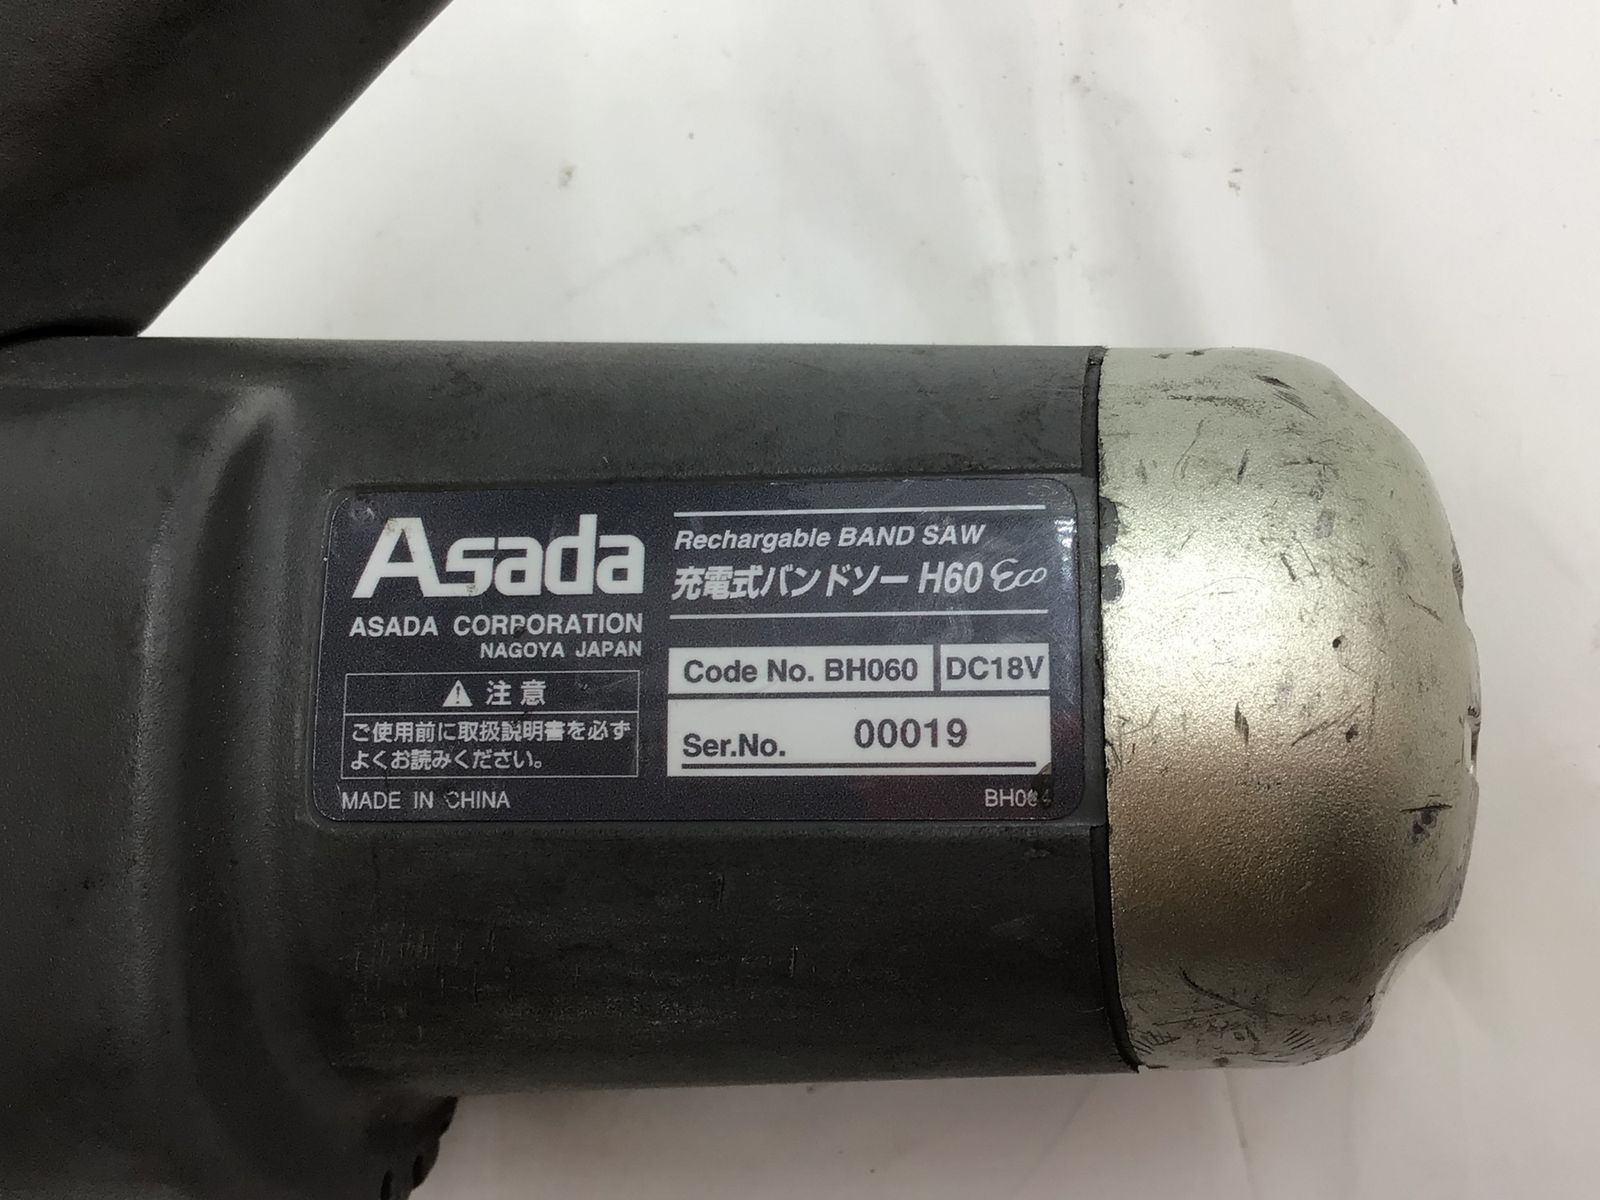 Asada
ASADA CORPORATION
NAGOYA JAPAN
⚠ 注意
ご使用前に取扱説明書を必ず
よくお読みください。
MADE IN CHINA
Rechargable BAND SAW
充電式バンドソー H60 Eco
Code No. BH060 DC18V
Ser.No. 00019